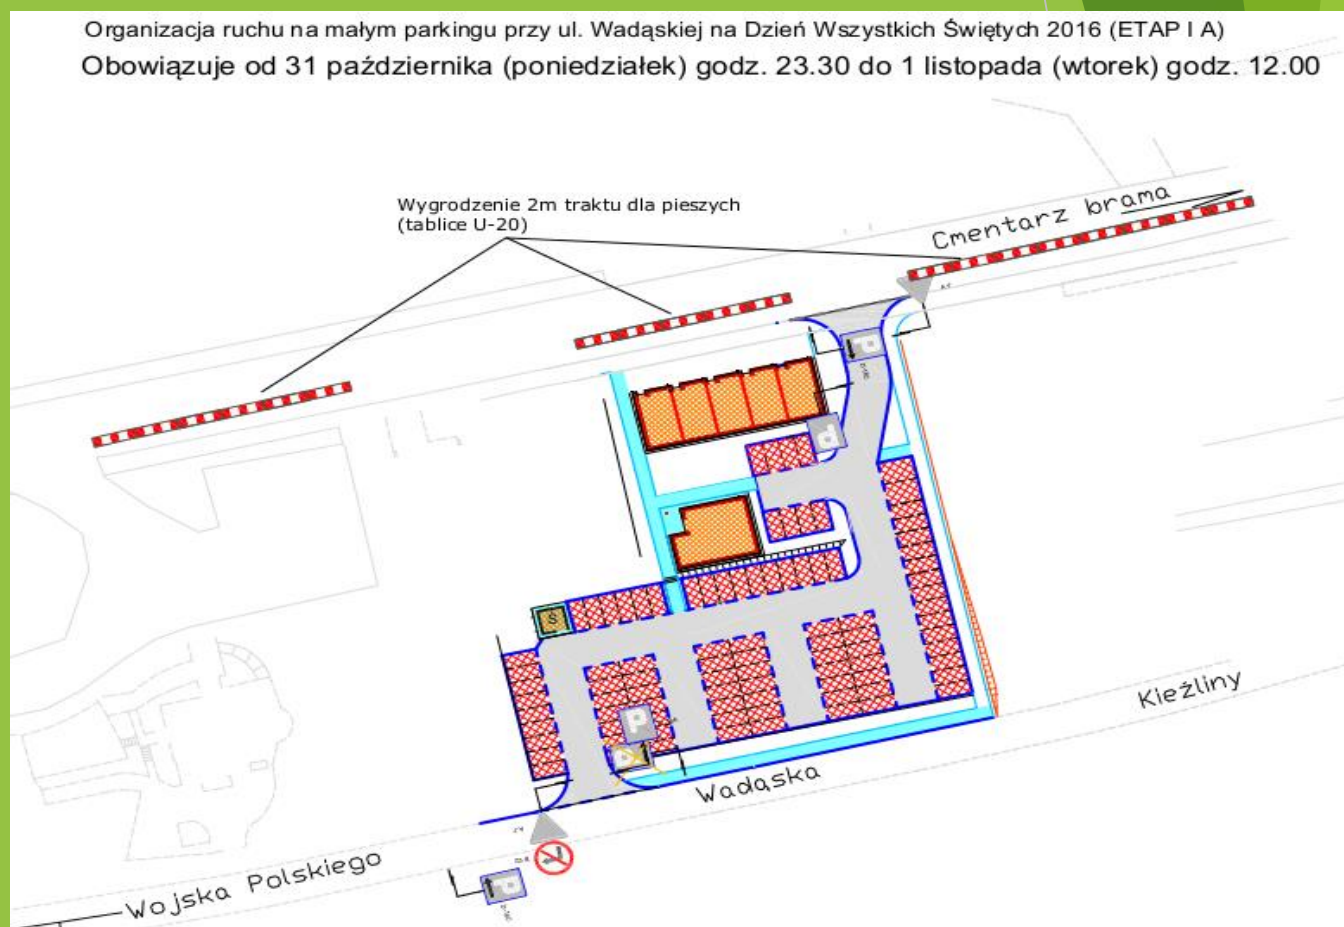 Organizacja ruchu na małym parkingu przy ul. Wadąskiej na Dzień Wszystkich Świętych 2016 (ETAP I A)
Obowiązuje od 31 października (poniedziałek) godz. 23.30 do 1 listopada (wtorek) godz. 12.00
Wygrodzenie 2m traktu dla pieszych
(tablice U-20)
Cmentarz brama
P
P
Ś
P
P
Kieźliny
Wadąska
Wojska Polskiego
P